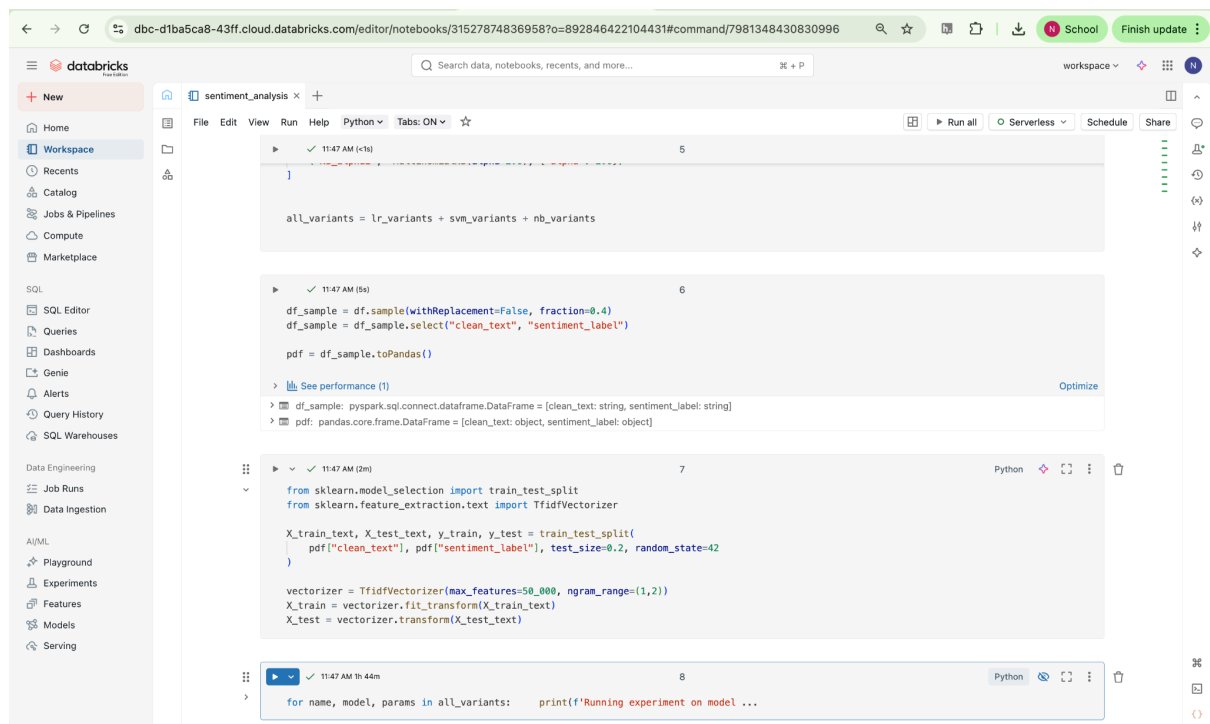 dbc-d1ba5ca8-43ff.cloud.databricks.com/editor/notebooks/31527874836958?o=892846422104431#command/7981348430830996
N School
Finish update
databricks
Free Edition
Search data, notebooks, recents, and more...
⌘ + P
workspace
N
New
Home
Workspace
Recents
Catalog
Jobs & Pipelines
Compute
Marketplace
SQL
SQL Editor
Queries
Dashboards
Genie
Alerts
Query History
SQL Warehouses
Data Engineering
Job Runs
Data Ingestion
AI/ML
Playground
Experiments
Features
Models
Serving
sentiment_analysis × +
File Edit View Run Help Python Tabs: ON
Run all Serverless Schedule Share
11:47 AM (<1s) 5
]
all_variants = lr_variants + svm_variants + nb_variants
11:47 AM (5s) 6
df_sample = df.sample(withReplacement=False, fraction=0.4)
df_sample = df_sample.select("clean_text", "sentiment_label")
pdf = df_sample.toPandas()
See performance (1) Optimize
df_sample: pyspark.sql.connect.dataframe.DataFrame = [clean_text: string, sentiment_label: string]
pdf: pandas.core.frame.DataFrame = [clean_text: object, sentiment_label: object]
11:47 AM (2m) 7 Python
from sklearn.model_selection import train_test_split
from sklearn.feature_extraction.text import TfidfVectorizer
X_train_text, X_test_text, y_train, y_test = train_test_split(
pdf["clean_text"], pdf["sentiment_label"], test_size=0.2, random_state=42
)
vectorizer = TfidfVectorizer(max_features=50_000, ngram_range=(1,2))
X_train = vectorizer.fit_transform(X_train_text)
X_test = vectorizer.transform(X_test_text)
11:47 AM 1h 44m 8 Python
for name, model, params in all_variants: print(f'Running experiment on model ...